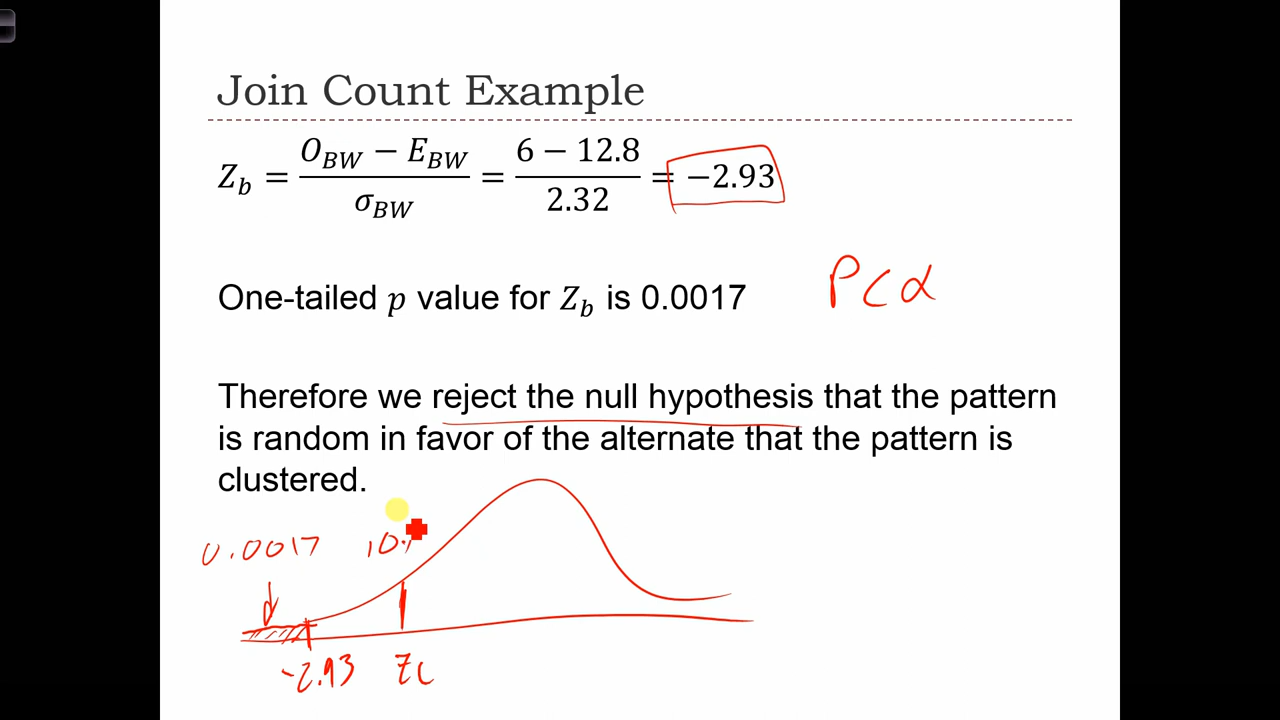 Join Count Example
Z_b = (O_BW − E_BW) / σ_BW = (6 − 12.8) / 2.32 = −2.93
One-tailed p value for Z_b is 0.0017
P < α
Therefore we reject the null hypothesis that the pattern
is random in favor of the alternate that the pattern is
clustered.
0.0017
-2.93